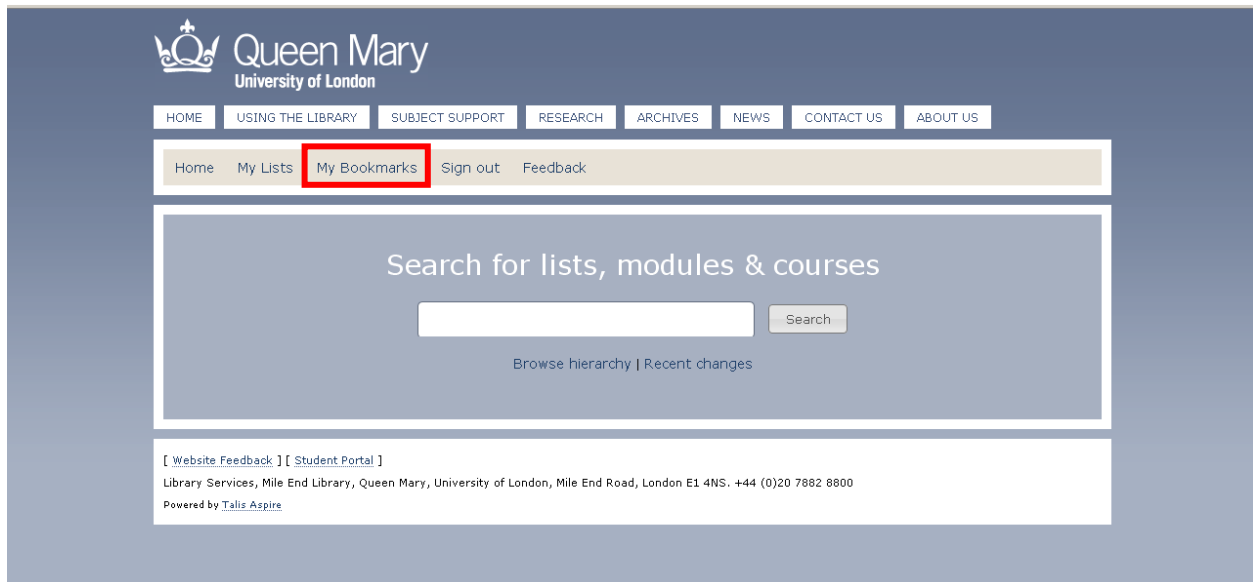 Queen Mary
University of London
HOME USING THE LIBRARY SUBJECT SUPPORT RESEARCH ARCHIVES NEWS CONTACT US ABOUT US
Home My Lists My Bookmarks Sign out Feedback
Search for lists, modules & courses
Search
Browse hierarchy | Recent changes
[ Website Feedback ] [ Student Portal ]
Library Services, Mile End Library, Queen Mary, University of London, Mile End Road, London E1 4NS. +44 (0)20 7882 8800
Powered by Talis Aspire